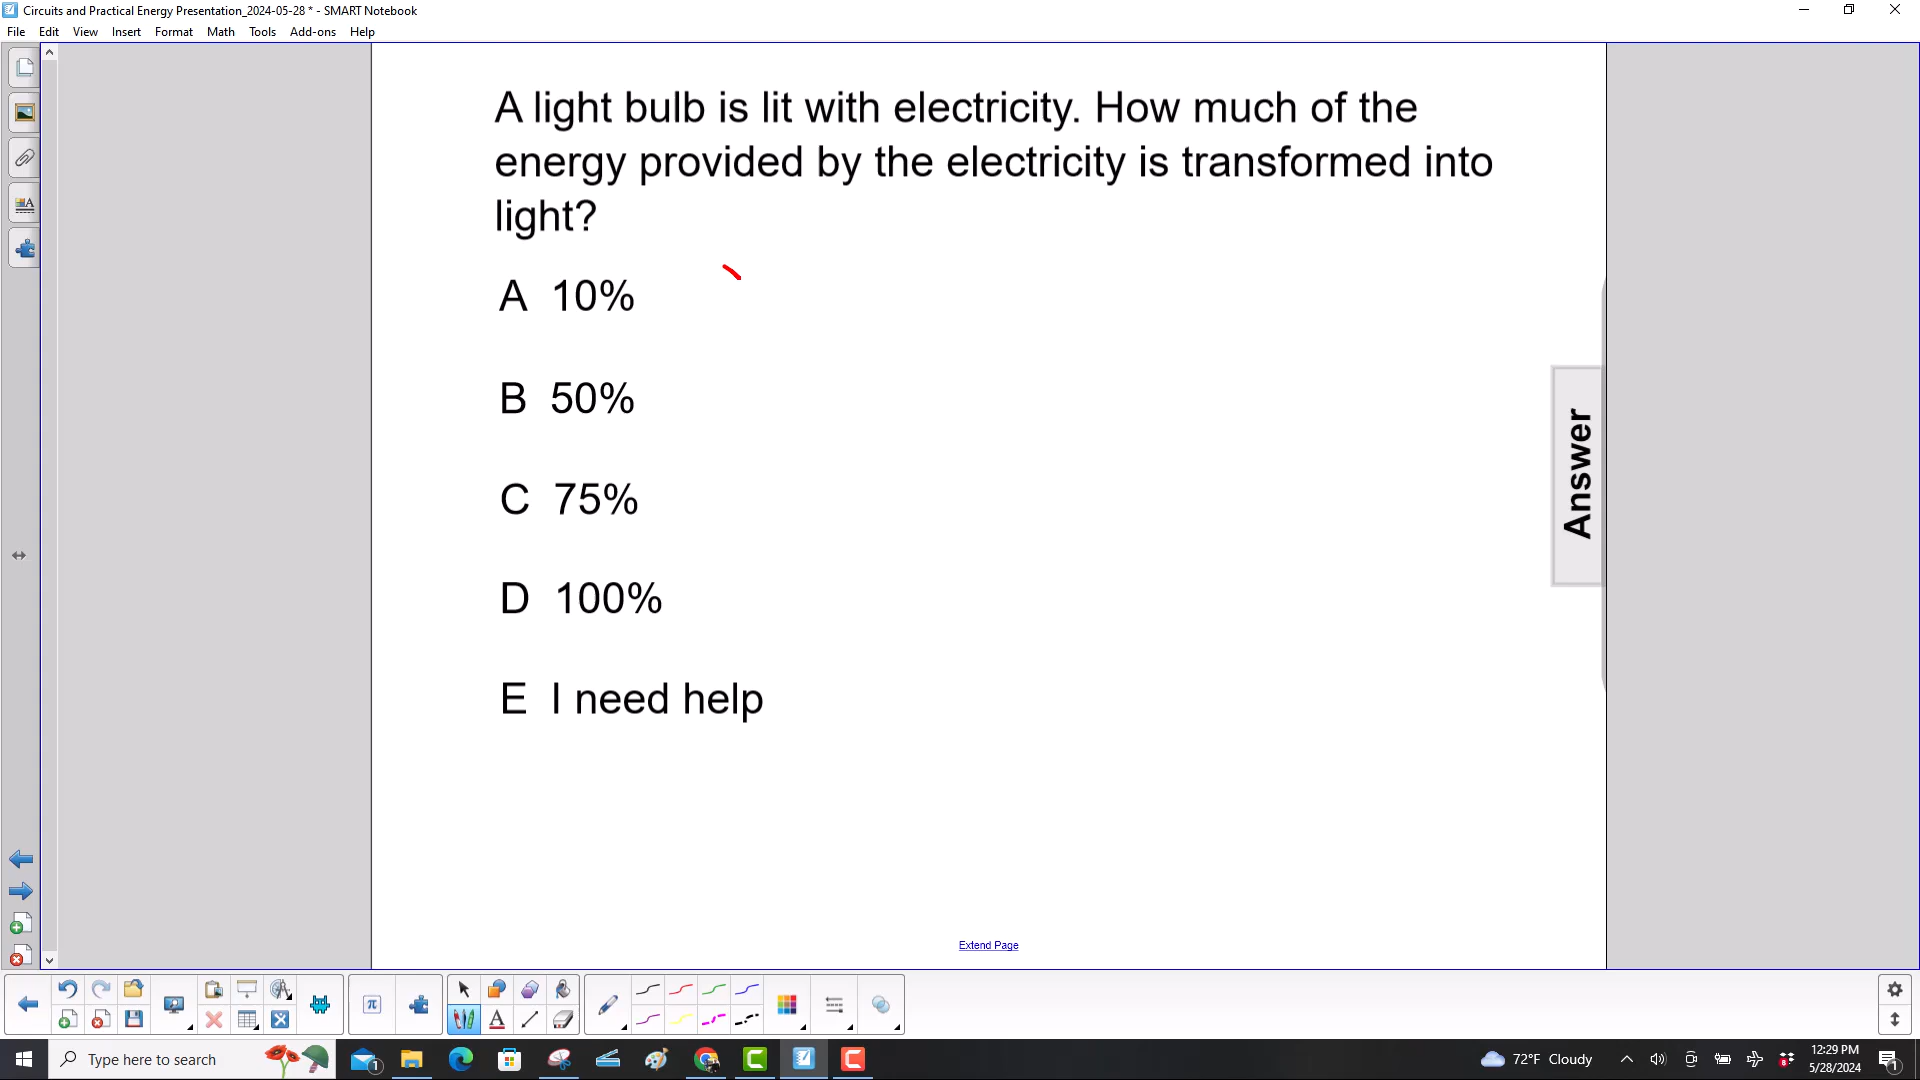 Circuits and Practical Energy Presentation_2024-05-28 * - SMART Notebook
File Edit View Insert Format Math Tools Add-ons Help
A light bulb is lit with electricity. How much of the
energy provided by the electricity is transformed into
light?
A 10%
B 50%
C 75%
D 100%
E I need help
Answer
Extend Page
Type here to search
72°F Cloudy
12:29 PM
5/28/2024